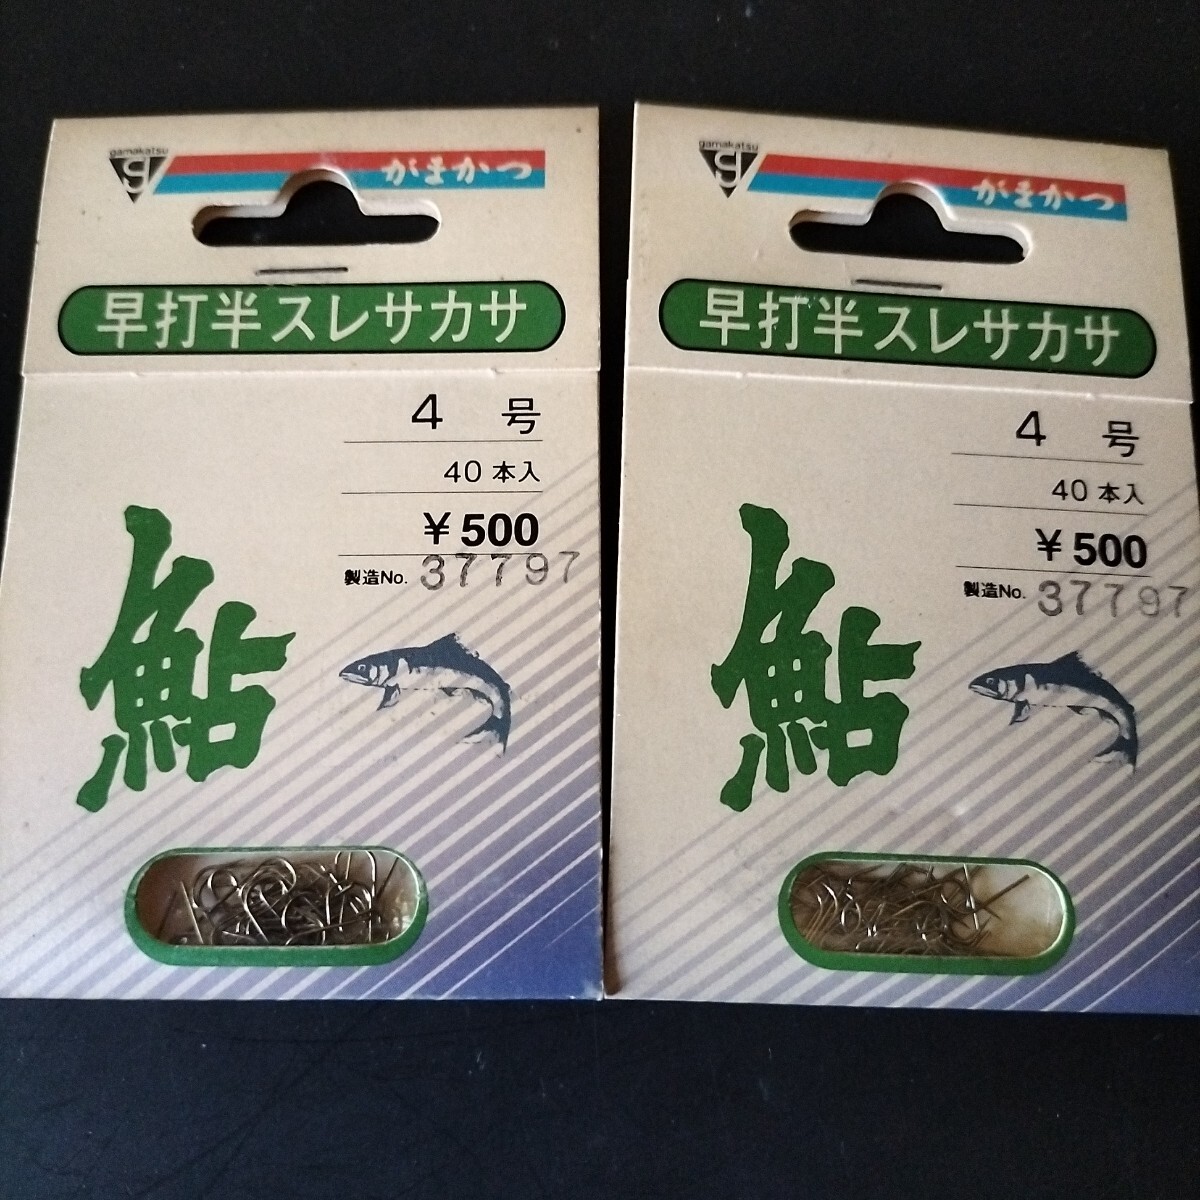 gamakatsu
g
がまかつ
早打半スレサカサ
4 号
40 本入
¥500
製造No. 37797
鮎
gamakatsu
g
がまかつ
早打半スレサカサ
4 号
40 本入
¥500
製造No. 37797
鮎